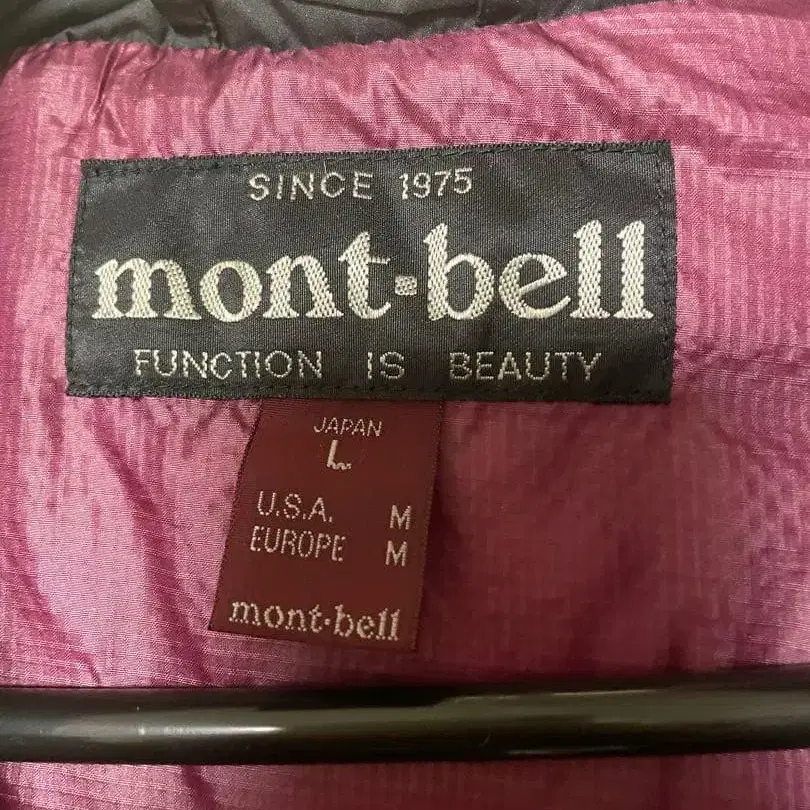 SINCE 1975
mont-bell
FUNCTION IS BEAUTY
JAPAN
L
U.S.A. M
EUROPE M
mont-bell